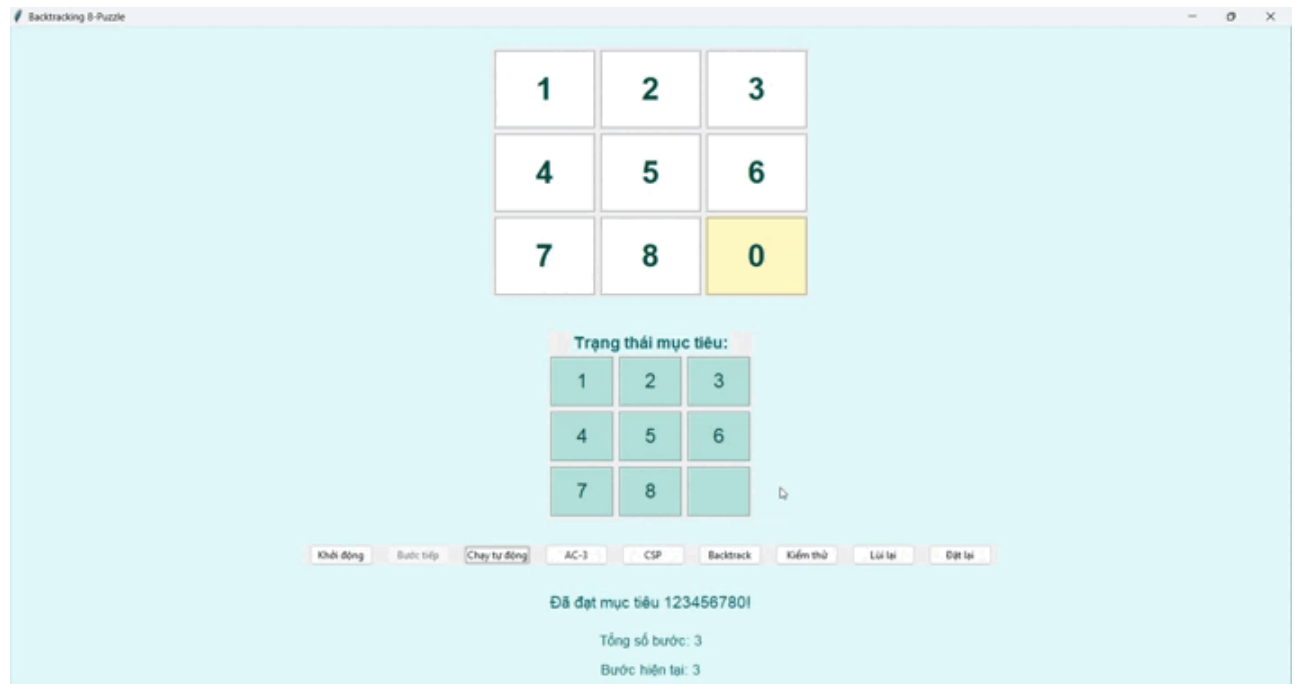 Backtracking 8-Puzzle
1 2 3
4 5 6
7 8 0
Trạng thái mục tiêu:
1 2 3
4 5 6
7 8
Khởi động Bước tiếp Chạy tự động AC-3 CSP Backtrack Kiểm thử Lùi lại Đặt lại
Đã đạt mục tiêu 123456780!
Tổng số bước: 3
Bước hiện tại: 3